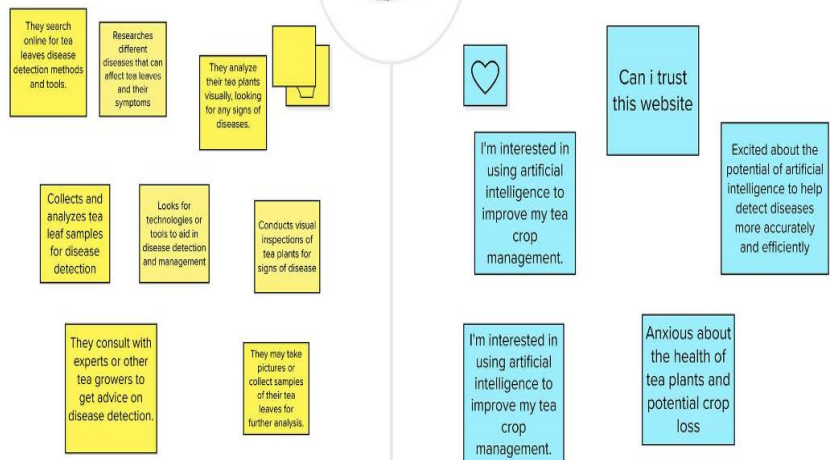 They search
online for tea
leaves disease
detection methods
and tools.
Researches
different
diseases that can
affect tea leaves
and their
symptoms
They analyze
their tea plants
visually, looking
for any signs of
diseases.
Collects and
analyzes tea
leaf samples
for disease
detection
Looks for
technologies or
tools to aid in
disease detection
and management
Conducts visual
inspections of
tea plants for
signs of disease
They consult with
experts or other
tea growers to
get advice on
disease detection.
They may take
pictures or
collect samples
of their tea
leaves for
further analysis.
Can i trust
this website
I'm interested in
using artificial
intelligence to
improve my tea
crop
management.
Excited about the
potential of artificial
intelligence to help
detect diseases
more accurately
and efficiently
I'm interested in
using artificial
intelligence to
improve my tea
crop
management.
Anxious about
the health of
tea plants and
potential crop
loss